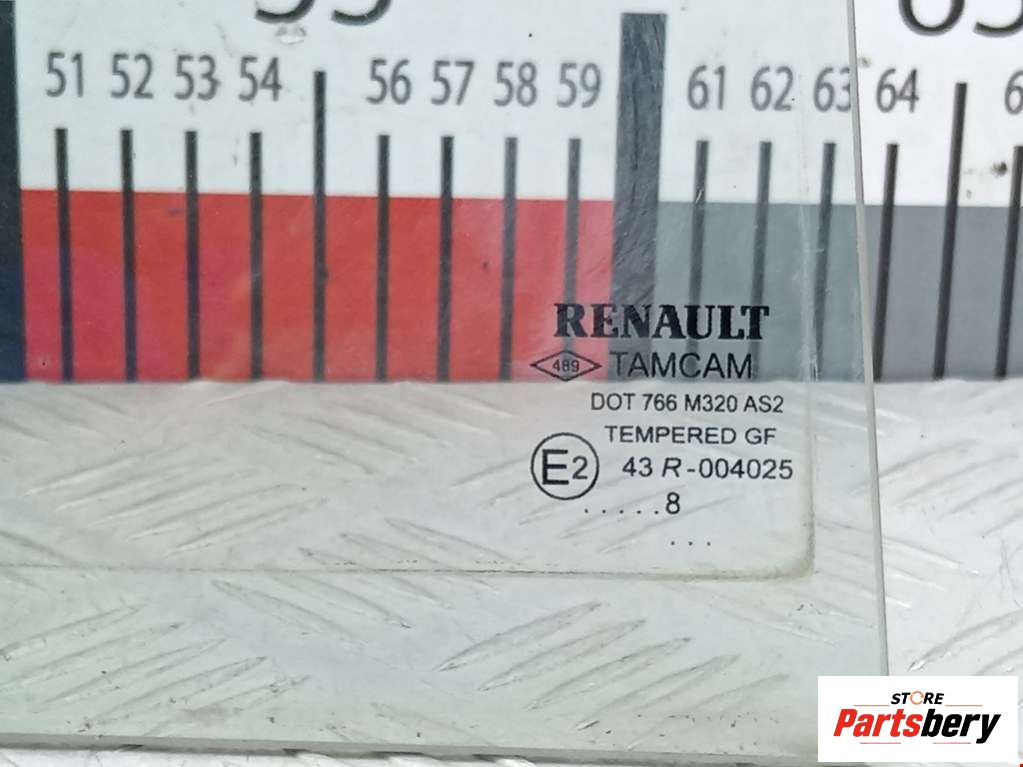 51 52 53 54 56 57 58 59 61 62 63 64
RENAULT
489 TAMCAM
DOT 766 M320 AS2
TEMPERED GF
E2 43 R-004025
.....8
...
STORE
Partsbery